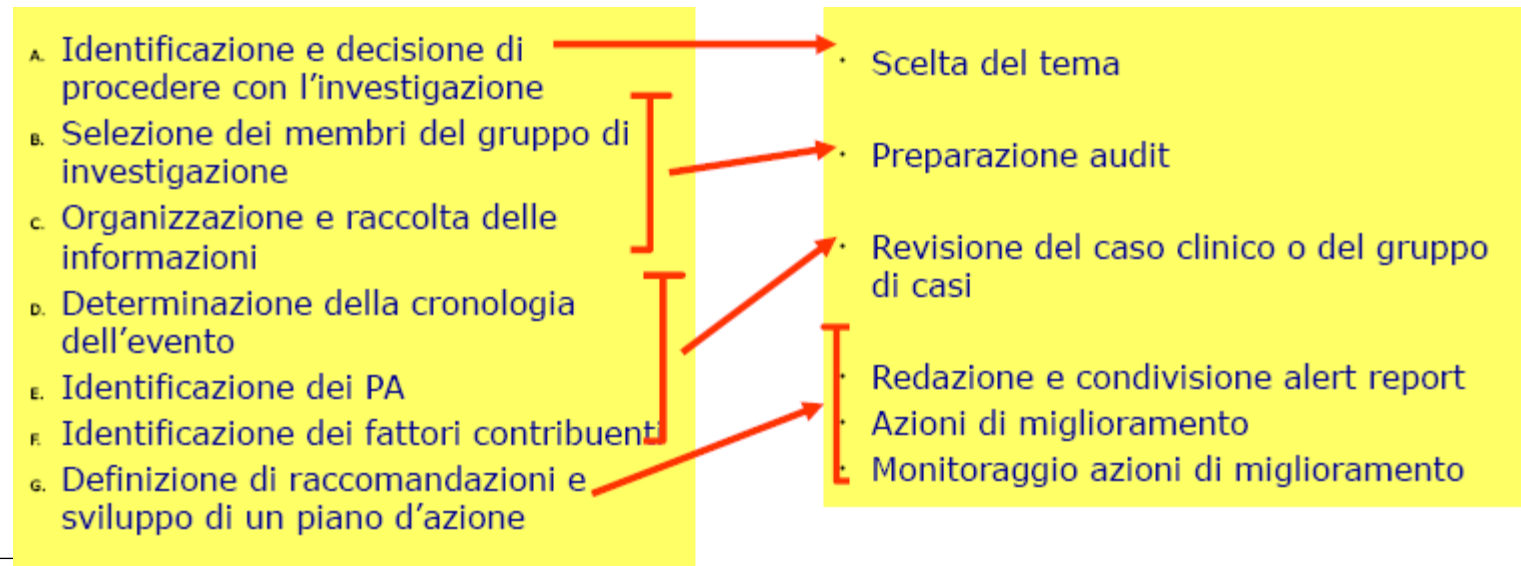 A. Identificazione e decisione di
procedere con l'investigazione
B. Selezione dei membri del gruppo di
investigazione
C. Organizzazione e raccolta delle
informazioni
D. Determinazione della cronologia
dell'evento
E. Identificazione dei PA
F. Identificazione dei fattori contribuenti
G. Definizione di raccomandazioni e
sviluppo di un piano d'azione
· Scelta del tema
· Preparazione audit
· Revisione del caso clinico o del gruppo
di casi
· Redazione e condivisione alert report
· Azioni di miglioramento
· Monitoraggio azioni di miglioramento